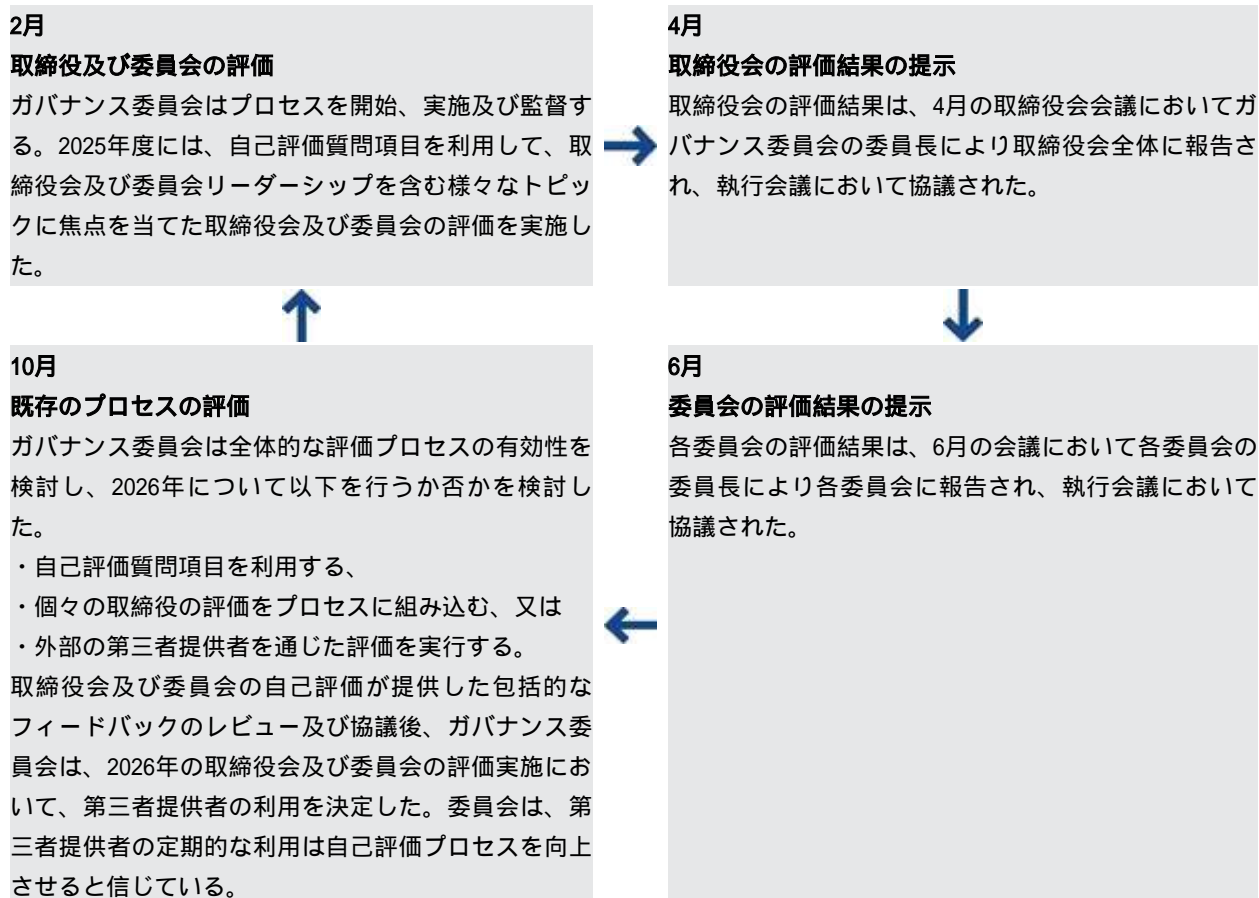 2月
取締役及び委員会の評価
ガバナンス委員会はプロセスを開始、実施及び監督す
る。2025年度には、自己評価質問項目を利用して、取
締役会及び委員会リーダーシップを含む様々なトピッ
クに焦点を当てた取締役会及び委員会の評価を実施し
た。
4月
取締役会の評価結果の提示
取締役会の評価結果は、4月の取締役会会議においてガ
バナンス委員会の委員長により取締役会全体に報告さ
れ、執行会議において協議された。
6月
委員会の評価結果の提示
各委員会の評価結果は、6月の会議において各委員会の
委員長により各委員会に報告され、執行会議において
協議された。
10月
既存のプロセスの評価
ガバナンス委員会は全体的な評価プロセスの有効性を
検討し、2026年について以下を行うか否かを検討し
た。
・自己評価質問項目を利用する、
・個々の取締役の評価をプロセスに組み込む、又は
・外部の第三者提供者を通じた評価を実行する。
取締役会及び委員会の自己評価が提供した包括的な
フィードバックのレビュー及び協議後、ガバナンス委
員会は、2026年の取締役会及び委員会の評価実施にお
いて、第三者提供者の利用を決定した。委員会は、第
三者提供者の定期的な利用は自己評価プロセスを向上
させると信じている。